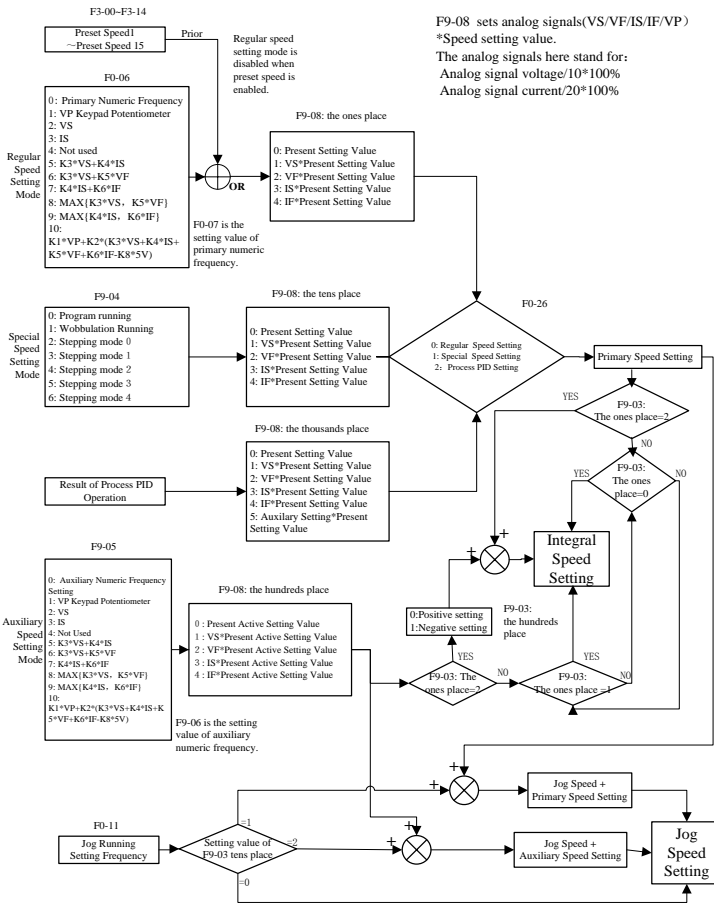 F3-00~F3-14
Preset Speed1
～Preset Speed 15
Prior
Regular speed
setting mode is
disabled when
preset speed is
enabled.
F9-08 sets analog signals(VS/VF/IS/IF/VP)
*Speed setting value.
The analog signals here stand for:
Analog signal voltage/10*100%
Analog signal current/20*100%
F0-06
Regular
Speed
Setting
Mode
0: Primary Numeric Frequency
1: VP Keypad Potentiometer
2: VS
3: IS
4: Not used
5: K3*VS+K4*IS
6: K3*VS+K5*VF
7: K4*IS+K6*IF
8: MAX{K3*VS, K5*VF}
9: MAX{K4*IS, K6*IF}
10:
K1*VP+K2*(K3*VS+K4*IS+
K5*VF+K6*IF-K8*5V)
OR
F0-07 is the
setting value of
primary numeric
frequency.
F9-08: the ones place
0: Present Setting Value
1: VS*Present Setting Value
2: VF*Present Setting Value
3: IS*Present Setting Value
4: IF*Present Setting Value
F9-04
Special
Speed
Setting
Mode
0: Program running
1: Wobbulation Running
2: Stepping mode 0
3: Stepping mode 1
4: Stepping mode 2
5: Stepping mode 3
6: Stepping mode 4
F9-08: the tens place
0: Present Setting Value
1: VS*Present Setting Value
2: VF*Present Setting Value
3: IS*Present Setting Value
4: IF*Present Setting Value
F0-26
0: Regular Speed Setting
1: Special Speed Setting
2: Process PID Setting
Primary Speed Setting
Result of Process PID
Operation
F9-08: the thousands place
0: Present Setting Value
1: VS*Present Setting Value
2: VF*Present Setting Value
3: IS*Present Setting Value
4: IF*Present Setting Value
5: Auxilary Setting*Present
Setting Value
YES
F9-03:
The ones place=2
NO
YES
F9-03:
The ones
place=0
NO
+
+
Integral
Speed
Setting
0:Positive setting
1:Negative setting
F9-03:
the hundreds
place
F9-05
Auxiliary
Speed
Setting
Mode
0: Auxiliary Numeric Frequency
Setting
1: VP Keypad Potentiometer
2: VS
3: IS
4: Not Used
5: K3*VS+K4*IS
6: K3*VS+K5*VF
7: K4*IS+K6*IF
8: MAX{K3*VS, K5*VF}
9: MAX{K4*IS, K6*IF}
10:
K1*VP+K2*(K3*VS+K4*IS+K
5*VF+K6*IF-K8*5V)
F9-08: the hundreds place
0 : Present Active Setting Value
1 : VS*Present Active Setting Value
2 : VF*Present Active Setting Value
3 : IS*Present Active Setting Value
4 : IF*Present Active Setting Value
F9-06 is the setting
value of auxiliary
numeric frequency.
YES
F9-03: The
ones place=2
NO
YES
F9-03:
The ones place =1
NO
+
+
Jog Speed +
Primary Speed Setting
F0-11
Jog Running
Setting Frequency
=1
Setting value of
F9-03 tens place
=2
=0
+
+
Jog Speed +
Auxiliary Speed Setting
Jog
Speed
Setting